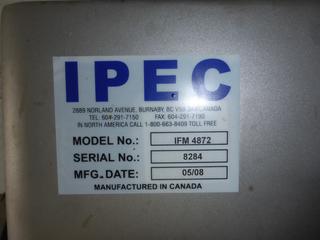 IPEC
2889 NORLAND AVENUE, BURNABY, BC CANADA
TEL: 604-291-7150 FAX: 604-291-7190
IN NORTH AMERICA CALL 1-800-663-8409 TOLL FREE
MODEL No.: IFM 4872
SERIAL No.: 8284
MFG. DATE: 05/08
MANUFACTURED IN CANADA